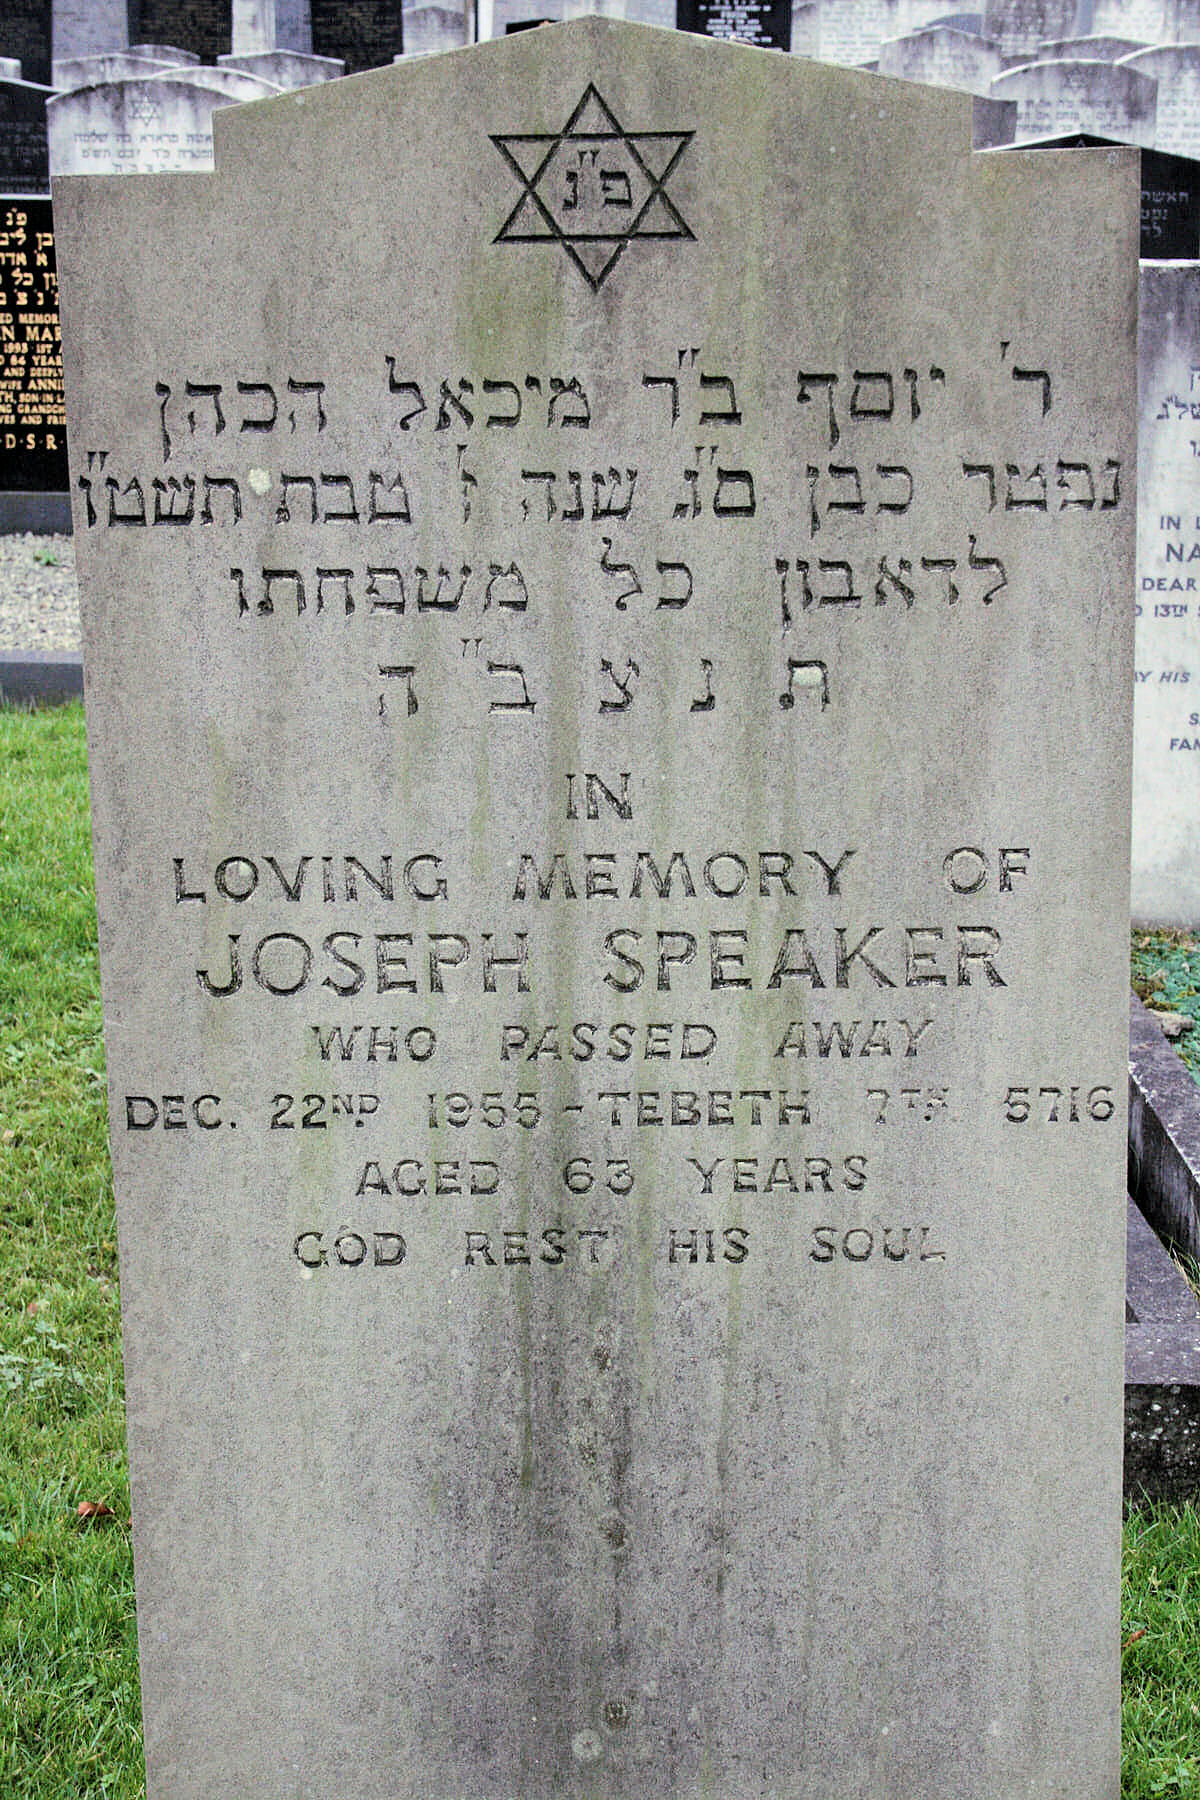 פ״נ
ר' יוסף ב״ר מיכאל הכהן
נפטר כבן ס״ג שנה ז' טבת תשט״ו
לדאבון כל משפחתו
ת נ צ ב״ ה
IN
LOVING MEMORY OF
JOSEPH SPEAKER
WHO PASSED AWAY
DEC. 22ND 1955 - TEBETH 7TH 5716
AGED 63 YEARS
GOD REST HIS SOUL